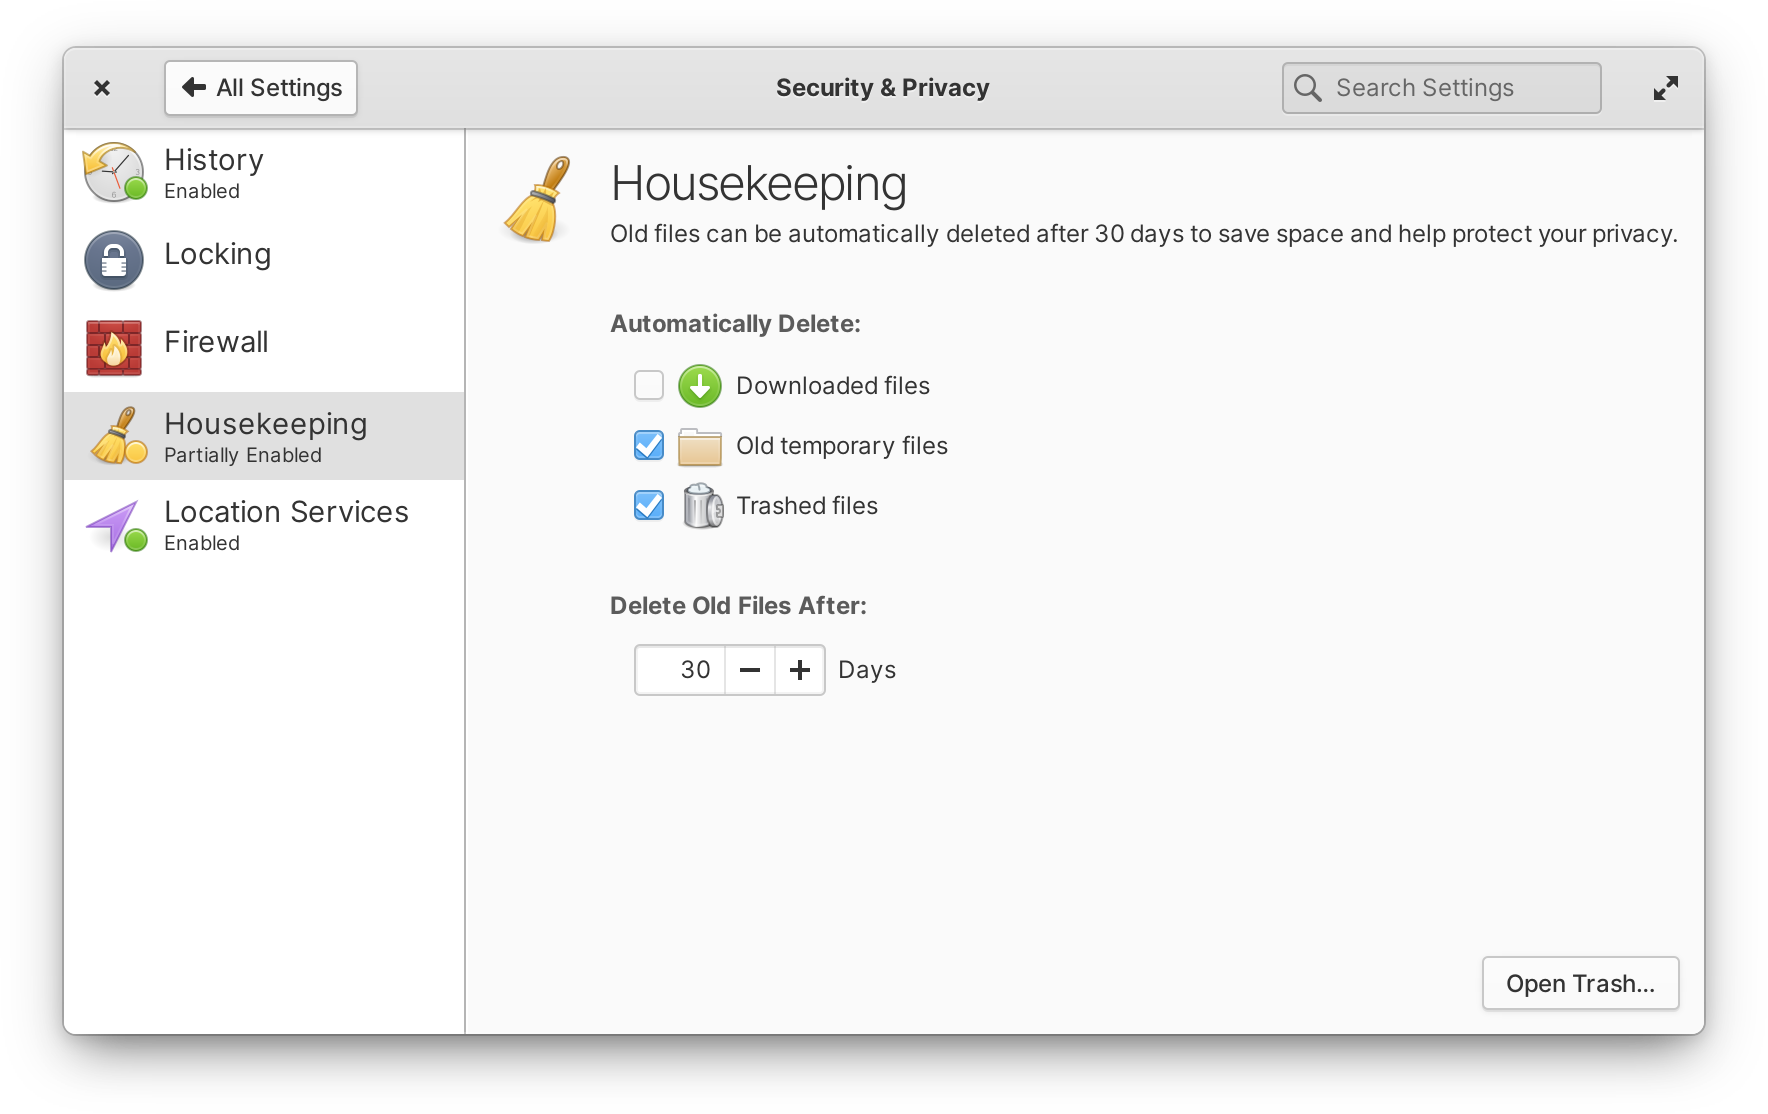 All Settings
Security & Privacy
Search Settings
History
Enabled
Locking
Firewall
Housekeeping
Partially Enabled
Location Services
Enabled
Housekeeping
Old files can be automatically deleted after 30 days to save space and help protect your privacy.
Automatically Delete:
Downloaded files
Old temporary files
Trashed files
Delete Old Files After:
30 Days
Open Trash...